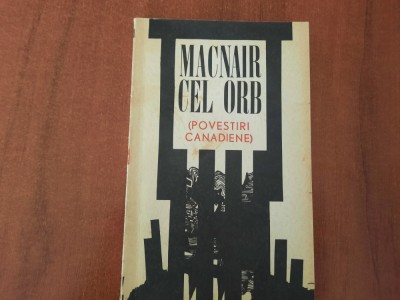 MACNAIR
CEL ORB
(POVESTIRI
CANADIENE)